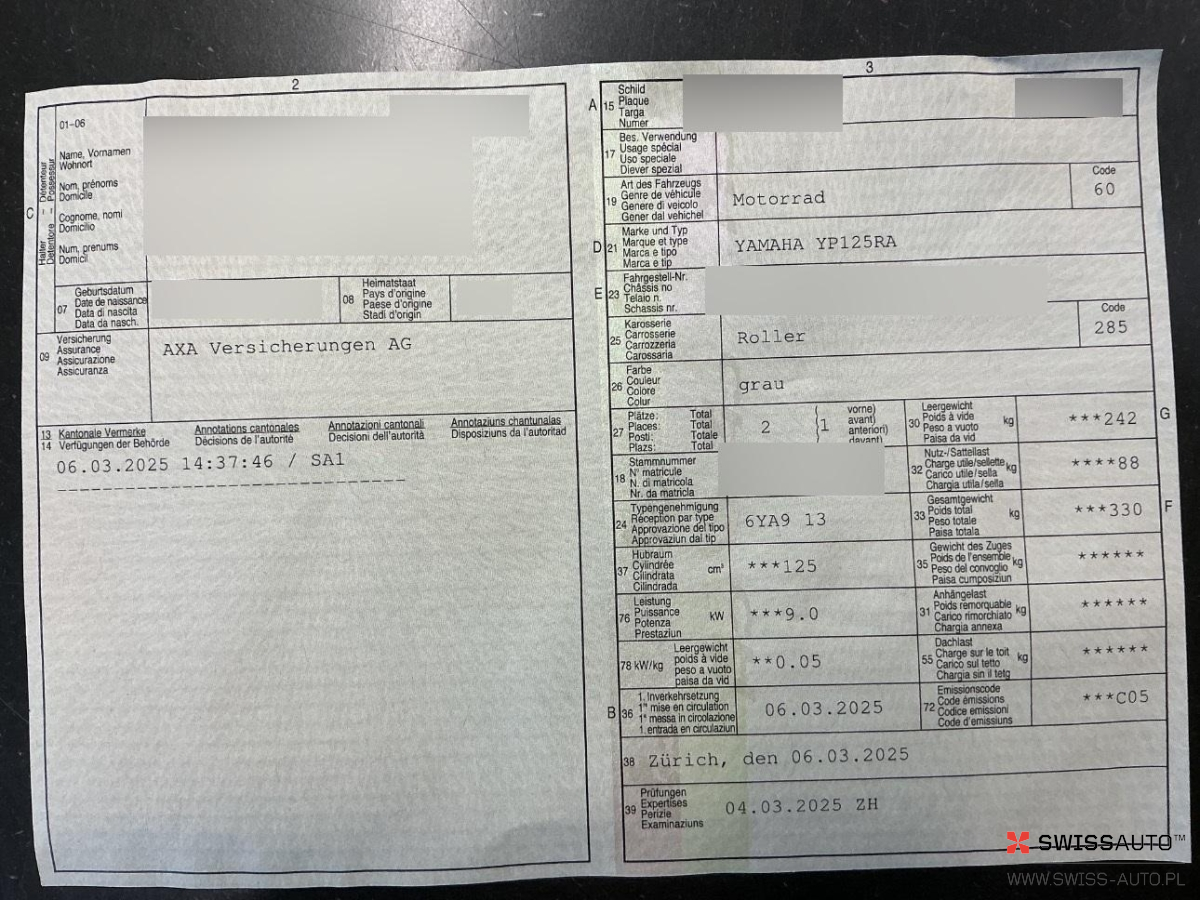 2
01-06
Halter – Détenteur
Detentore – Possessur
C
Name, Vornamen
Wohnort
Nom, prénoms
Domicile
Cognome, nomi
Domicilio
Num, prenums
Domicil
07
Geburtsdatum
Date de naissance
Data di nascita
Data da nasch.
08
Heimatstaat
Pays d'origine
Paese d'origine
Stadi d'origin
09
Versicherung
Assurance
Assicurazione
Assicuranza
AXA Versicherungen AG
13 Kantonale Vermerke Annotations cantonales Annotazioni cantonali Annotaziuns chantunalas
14 Verfügungen der Behörde Décisions de l'autorité Decisioni dell'autorità Disposiziuns da l'autoritad
06.03.2025 14:37:46 / SA1
3
A 15
Schild
Plaque
Targa
Numer
17
Bes. Verwendung
Usage spécial
Uso speciale
Diever spezial
19
Art des Fahrzeugs
Genre de véhicule
Genere di veicolo
Gener dal vehichel
Motorrad
Code
60
D 21
Marke und Typ
Marque et type
Marca e tipo
Marca e tip
YAMAHA YP125RA
E 23
Fahrgestell-Nr.
Châssis no
Telaio n.
Schassis nr.
25
Karosserie
Carrosserie
Carrozzeria
Carossaria
Roller
Code
285
26
Farbe
Couleur
Colore
Colur
grau
27
Plätze: Total
Places: Total
Posti: Totale
Plazs: Total
2
(1
vorne)
avant)
anteriori)
davant)
30
Leergewicht
Poids à vide
Peso a vuoto
Paisa da vid
kg
***242
G
18
Stammnummer
N° matricule
N. di matricola
Nr. da matricla
32
Nutz-/Sattellast
Charge utile/sellette
Carico utile/sella
Chargia utila/sella
kg
****88
24
Typengenehmigung
Réception par type
Approvazione del tipo
Approvaziun dal tip
6YA9 13
33
Gesamtgewicht
Poids total
Peso totale
Paisa totala
kg
***330
F
37
Hubraum
Cylindrée
Cilindrata
Cilindrada
cm³
***125
35
Gewicht des Zuges
Poids de l'ensemble
Peso del convoglio
Paisa cumposiziun
kg
******
76
Leistung
Puissance
Potenza
Prestaziun
kW
***9.0
31
Anhängelast
Poids remorquable
Carico rimorchiato
Chargia annexa
kg
******
78 kW/kg
Leergewicht
poids à vide
peso a vuoto
paisa da vid
**0.05
55
Dachlast
Charge sur le toit
Carico sul tetto
Chargia sin il tetg
kg
******
B 36
1. Inverkehrsetzung
1re mise en circulation
1a messa in circolazione
1. entrada en circulaziun
06.03.2025
72
Emissionscode
Code émissions
Codice emissioni
Code d'emissiuns
***C05
38 Zürich, den 06.03.2025
39
Prüfungen
Expertises
Perizie
Examinaziuns
04.03.2025 ZH
SWISSAUTO™
WWW.SWISS-AUTO.PL